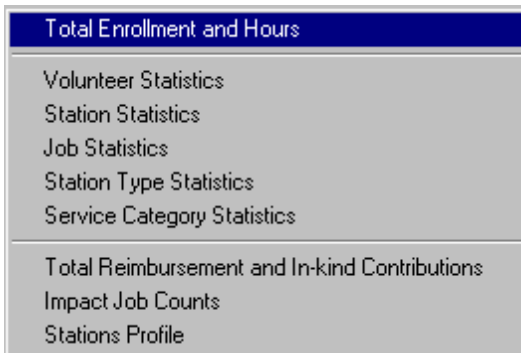 Total Enrollment and Hours
Volunteer Statistics
Station Statistics
Job Statistics
Station Type Statistics
Service Category Statistics
Total Reimbursement and In-kind Contributions
Impact Job Counts
Stations Profile